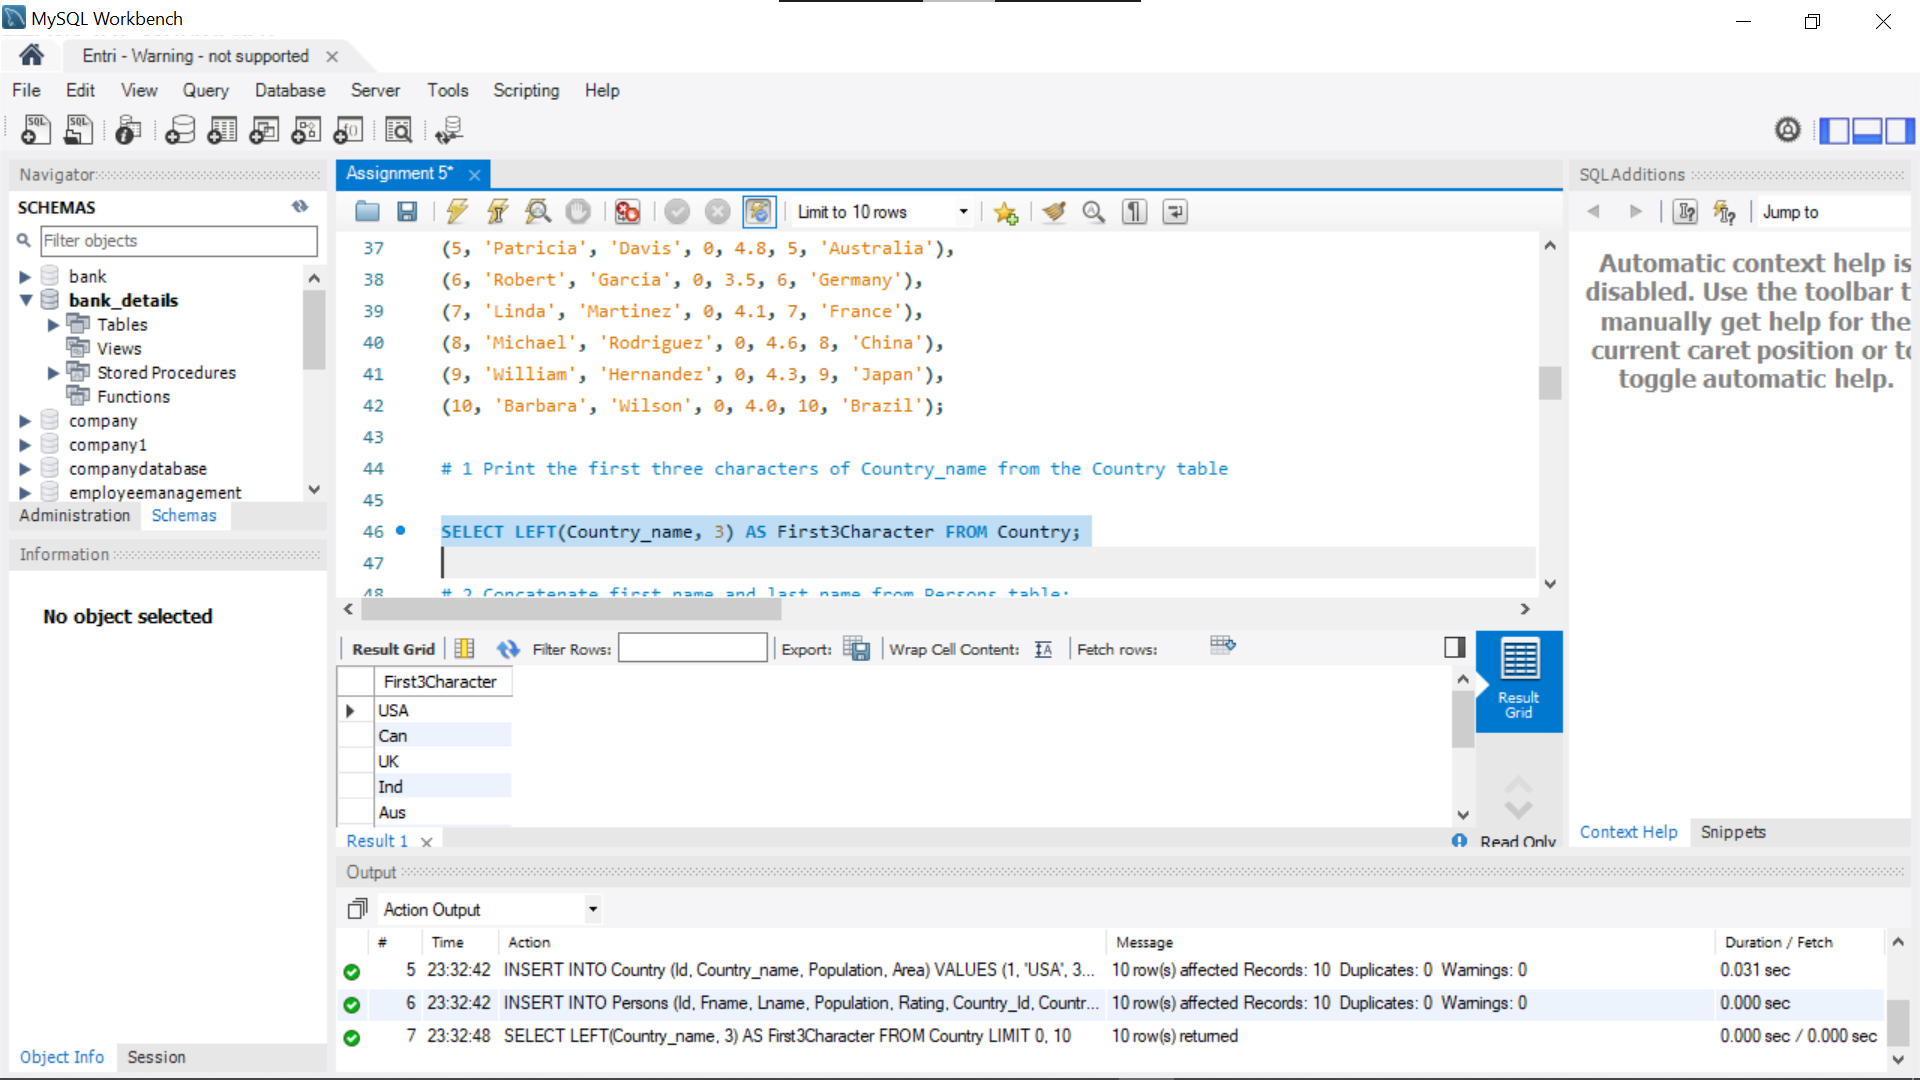 MySQL Workbench
Entri - Warning - not supported
File Edit View Query Database Server Tools Scripting Help
Navigator
SCHEMAS
Filter objects
bank
bank_details
Tables
Views
Stored Procedures
Functions
company
company1
companydatabase
employeemanagement
Administration Schemas
Information
No object selected
Object Info Session
Assignment 5*
Limit to 10 rows
37 (5, 'Patricia', 'Davis', 0, 4.8, 5, 'Australia'),
38 (6, 'Robert', 'Garcia', 0, 3.5, 6, 'Germany'),
39 (7, 'Linda', 'Martinez', 0, 4.1, 7, 'France'),
40 (8, 'Michael', 'Rodriguez', 0, 4.6, 8, 'China'),
41 (9, 'William', 'Hernandez', 0, 4.3, 9, 'Japan'),
42 (10, 'Barbara', 'Wilson', 0, 4.0, 10, 'Brazil');
43
44 # 1 Print the first three characters of Country_name from the Country table
45
46 SELECT LEFT(Country_name, 3) AS First3Character FROM Country;
47
48 # 2 Concatenate first name and last name from Persons table:
Result Grid Filter Rows: Export: Wrap Cell Content: Fetch rows:
First3Character
USA
Can
UK
Ind
Aus
Result Grid
Result 1
Read Only
SQLAdditions
Jump to
Automatic context help is
disabled. Use the toolbar t
manually get help for the
current caret position or to
toggle automatic help.
Context Help Snippets
Output
Action Output
# Time Action Message Duration / Fetch
5 23:32:42 INSERT INTO Country (Id, Country_name, Population, Area) VALUES (1, 'USA', 3... 10 row(s) affected Records: 10 Duplicates: 0 Warnings: 0 0.031 sec
6 23:32:42 INSERT INTO Persons (Id, Fname, Lname, Population, Rating, Country_Id, Countr... 10 row(s) affected Records: 10 Duplicates: 0 Warnings: 0 0.000 sec
7 23:32:48 SELECT LEFT(Country_name, 3) AS First3Character FROM Country LIMIT 0, 10 10 row(s) returned 0.000 sec / 0.000 sec